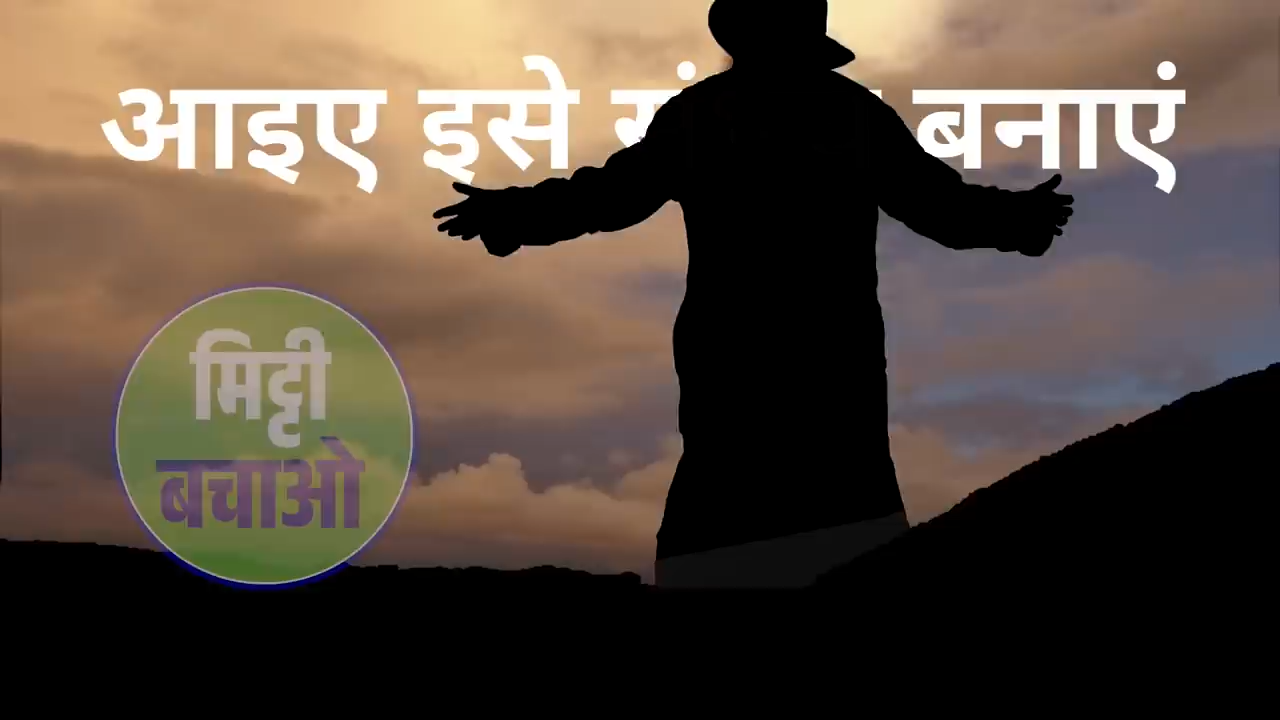 आइए इसे बनाएं
मिट्टी
बचाओ